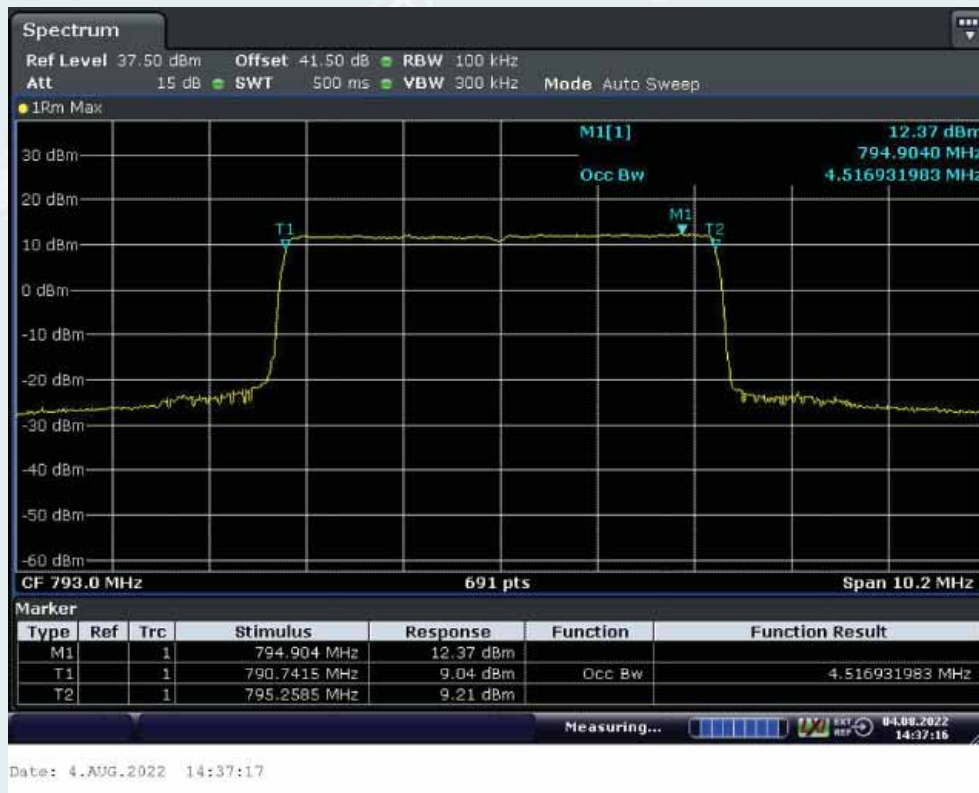 Spectrum
Ref Level 37.50 dBm Offset 41.50 dB RBW 100 kHz
Att 15 dB SWT 500 ms VBW 300 kHz Mode Auto Sweep
1Rm Max
M1[1] 12.37 dBm
794.9040 MHz
Occ Bw 4.516931983 MHz
30 dBm
20 dBm
M1
T1 T2
10 dBm
0 dBm
-10 dBm
-20 dBm
-30 dBm
-40 dBm
-50 dBm
-60 dBm
CF 793.0 MHz 691 pts Span 10.2 MHz
Marker
Type Ref Trc Stimulus Response Function Function Result
M1 1 794.904 MHz 12.37 dBm
T1 1 790.7415 MHz 9.04 dBm Occ Bw 4.516931983 MHz
T2 1 795.2585 MHz 9.21 dBm
Measuring... EXT REF 04.08.2022
14:37:16
Date: 4.AUG.2022 14:37:17